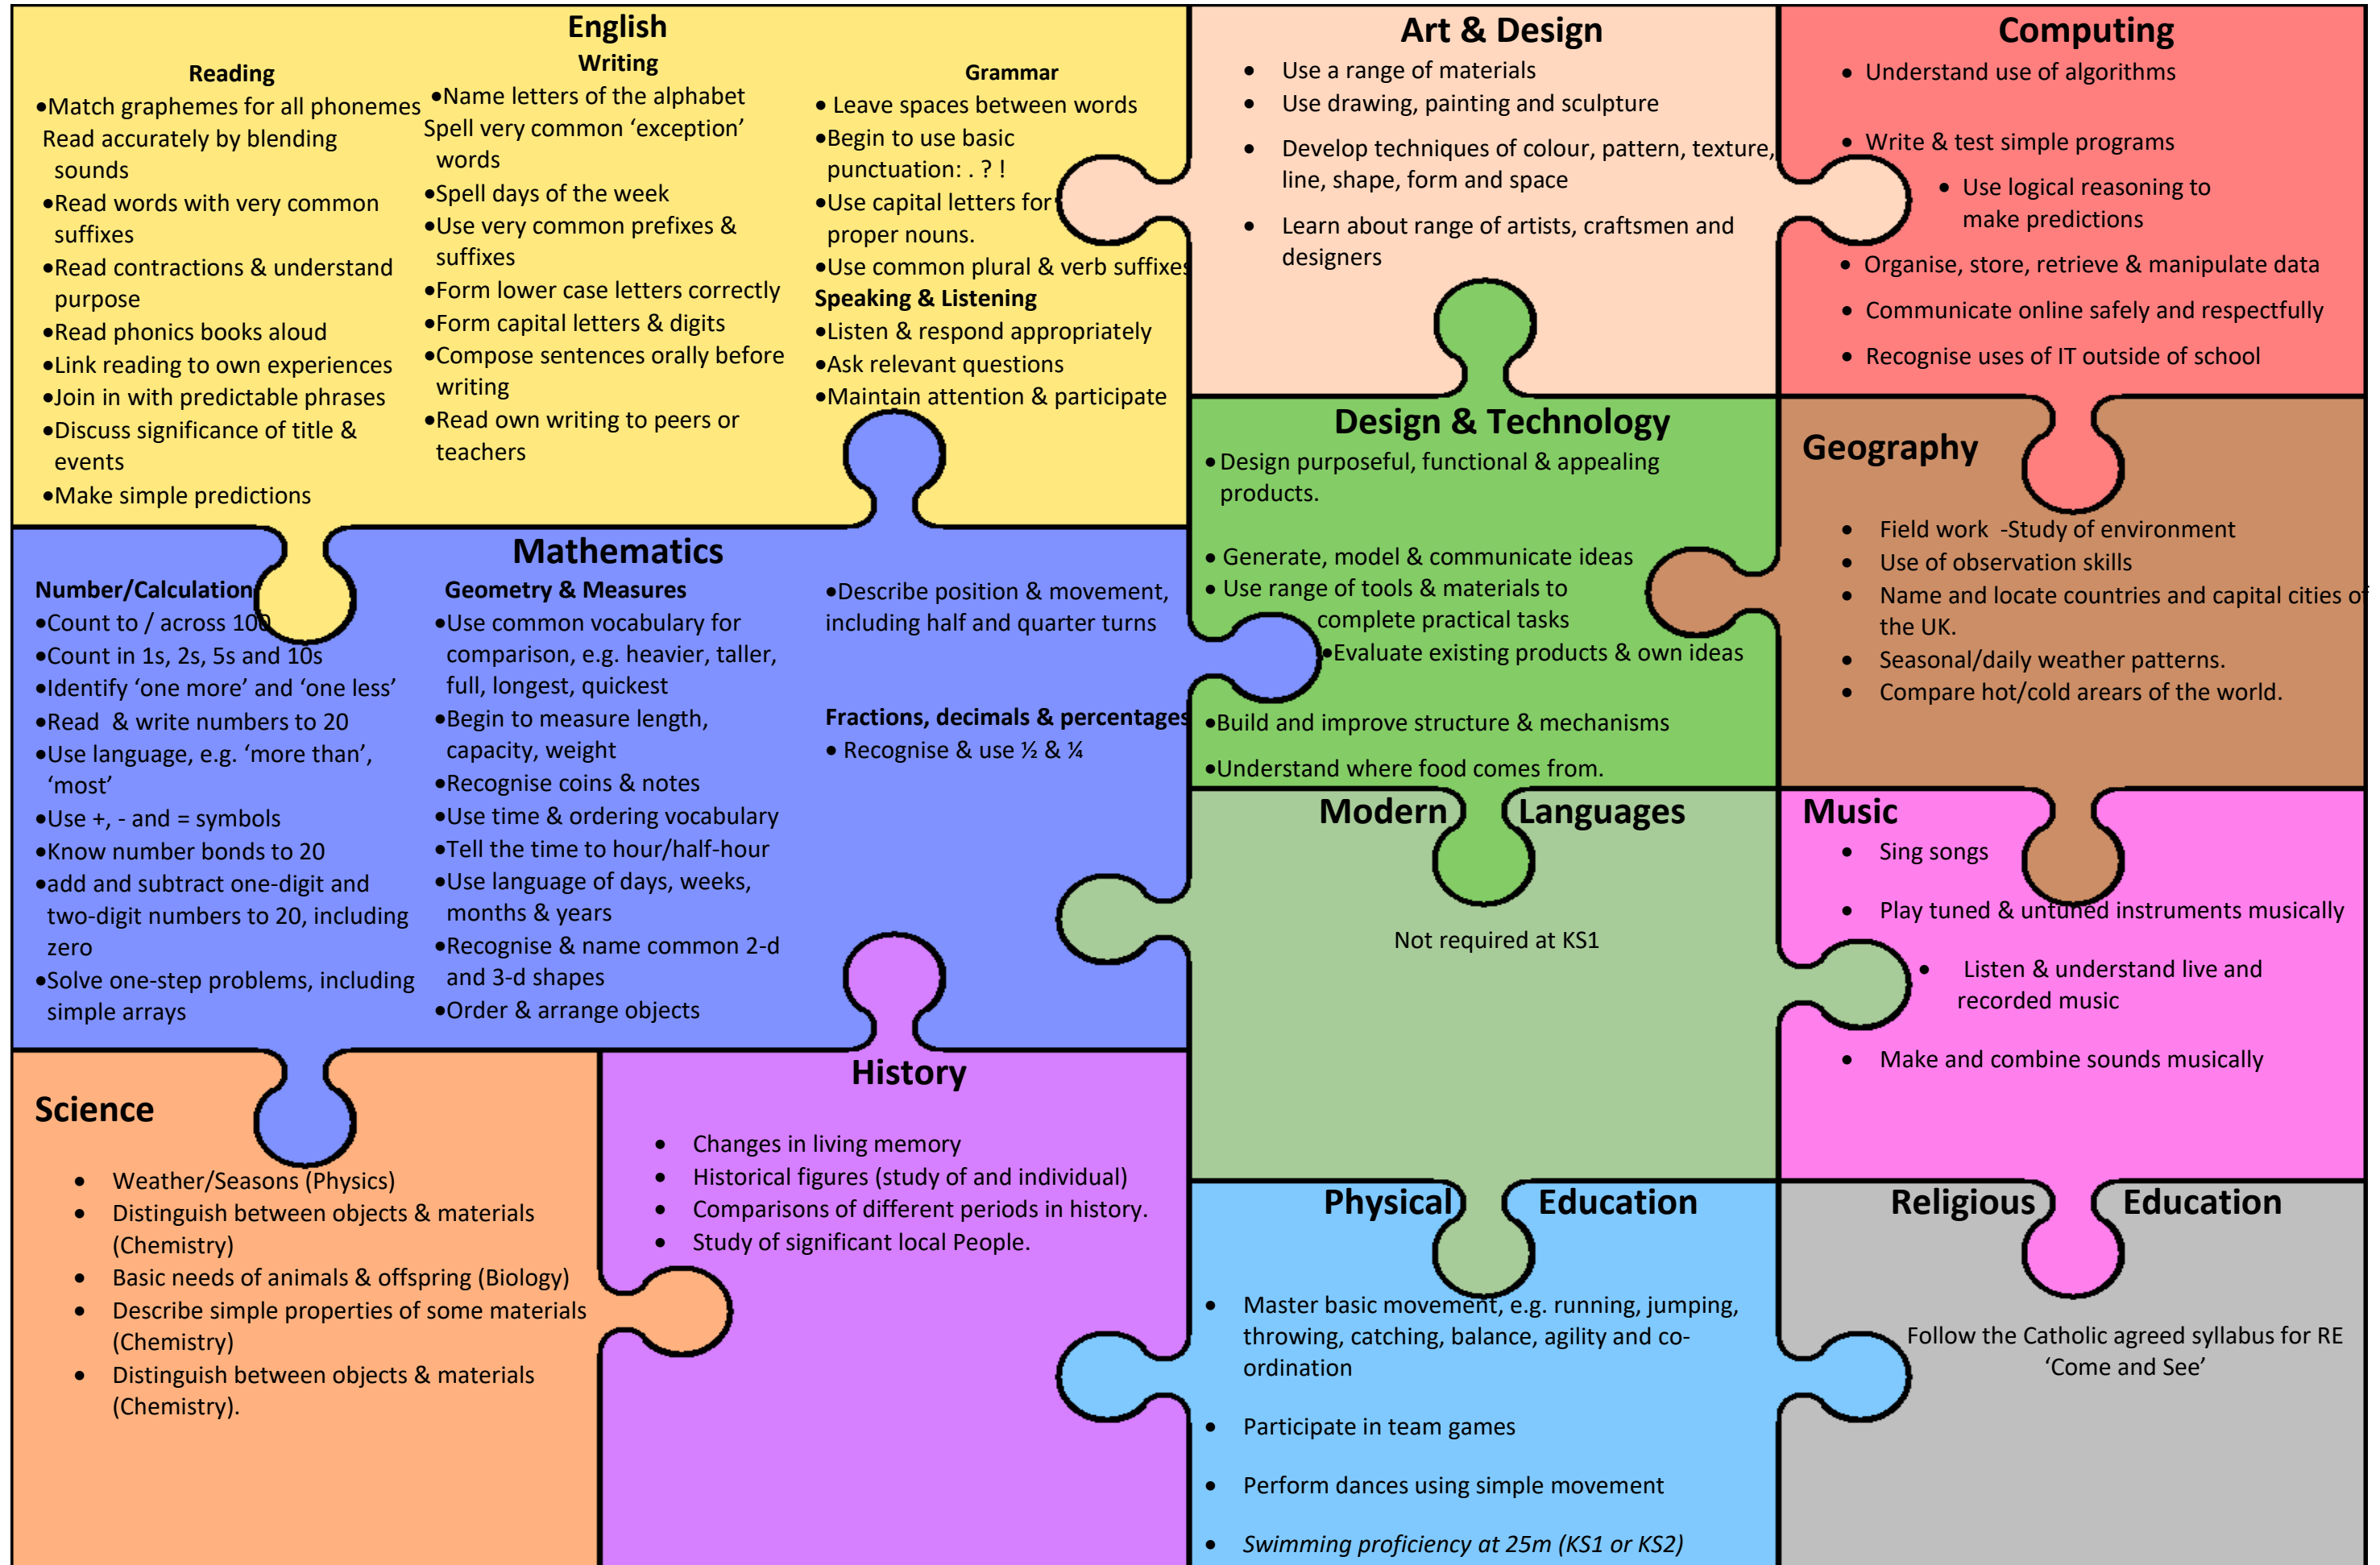 English
Reading
•Match graphemes for all phonemes
Read accurately by blending
sounds
•Read words with very common
suffixes
•Read contractions & understand
purpose
•Read phonics books aloud
•Link reading to own experiences
•Join in with predictable phrases
•Discuss significance of title &
events
•Make simple predictions
Writing
•Name letters of the alphabet
Spell very common ‘exception’
words
•Spell days of the week
•Use very common prefixes &
suffixes
•Form lower case letters correctly
•Form capital letters & digits
•Compose sentences orally before
writing
•Read own writing to peers or
teachers
Grammar
• Leave spaces between words
•Begin to use basic
punctuation: . ? !
•Use capital letters for
proper nouns.
•Use common plural & verb suffixes
Speaking & Listening
•Listen & respond appropriately
•Ask relevant questions
•Maintain attention & participate
Art & Design
• Use a range of materials
• Use drawing, painting and sculpture
• Develop techniques of colour, pattern, texture,
line, shape, form and space
• Learn about range of artists, craftsmen and
designers
Computing
• Understand use of algorithms
• Write & test simple programs
• Use logical reasoning to
make predictions
• Organise, store, retrieve & manipulate data
• Communicate online safely and respectfully
• Recognise uses of IT outside of school
Mathematics
Number/Calculation
•Count to / across 100
•Count in 1s, 2s, 5s and 10s
•Identify ‘one more’ and ‘one less’
•Read & write numbers to 20
•Use language, e.g. ‘more than’,
‘most’
•Use +, - and = symbols
•Know number bonds to 20
•add and subtract one-digit and
two-digit numbers to 20, including
zero
•Solve one-step problems, including
simple arrays
Geometry & Measures
•Use common vocabulary for
comparison, e.g. heavier, taller,
full, longest, quickest
•Begin to measure length,
capacity, weight
•Recognise coins & notes
•Use time & ordering vocabulary
•Tell the time to hour/half-hour
•Use language of days, weeks,
months & years
•Recognise & name common 2-d
and 3-d shapes
•Order & arrange objects
•Describe position & movement,
including half and quarter turns
Fractions, decimals & percentages
• Recognise & use ½ & ¼
Design & Technology
•Design purposeful, functional & appealing
products.
• Generate, model & communicate ideas
• Use range of tools & materials to
complete practical tasks
•Evaluate existing products & own ideas
•Build and improve structure & mechanisms
•Understand where food comes from.
Geography
• Field work -Study of environment
• Use of observation skills
• Name and locate countries and capital cities of
the UK.
• Seasonal/daily weather patterns.
• Compare hot/cold arears of the world.
Modern Languages
Not required at KS1
Music
• Sing songs
• Play tuned & untuned instruments musically
• Listen & understand live and
recorded music
• Make and combine sounds musically
Science
• Weather/Seasons (Physics)
• Distinguish between objects & materials
(Chemistry)
• Basic needs of animals & offspring (Biology)
• Describe simple properties of some materials
(Chemistry)
• Distinguish between objects & materials
(Chemistry).
History
• Changes in living memory
• Historical figures (study of and individual)
• Comparisons of different periods in history.
• Study of significant local People.
Physical Education
• Master basic movement, e.g. running, jumping,
throwing, catching, balance, agility and co-
ordination
• Participate in team games
• Perform dances using simple movement
• Swimming proficiency at 25m (KS1 or KS2)
Religious Education
Follow the Catholic agreed syllabus for RE
‘Come and See’